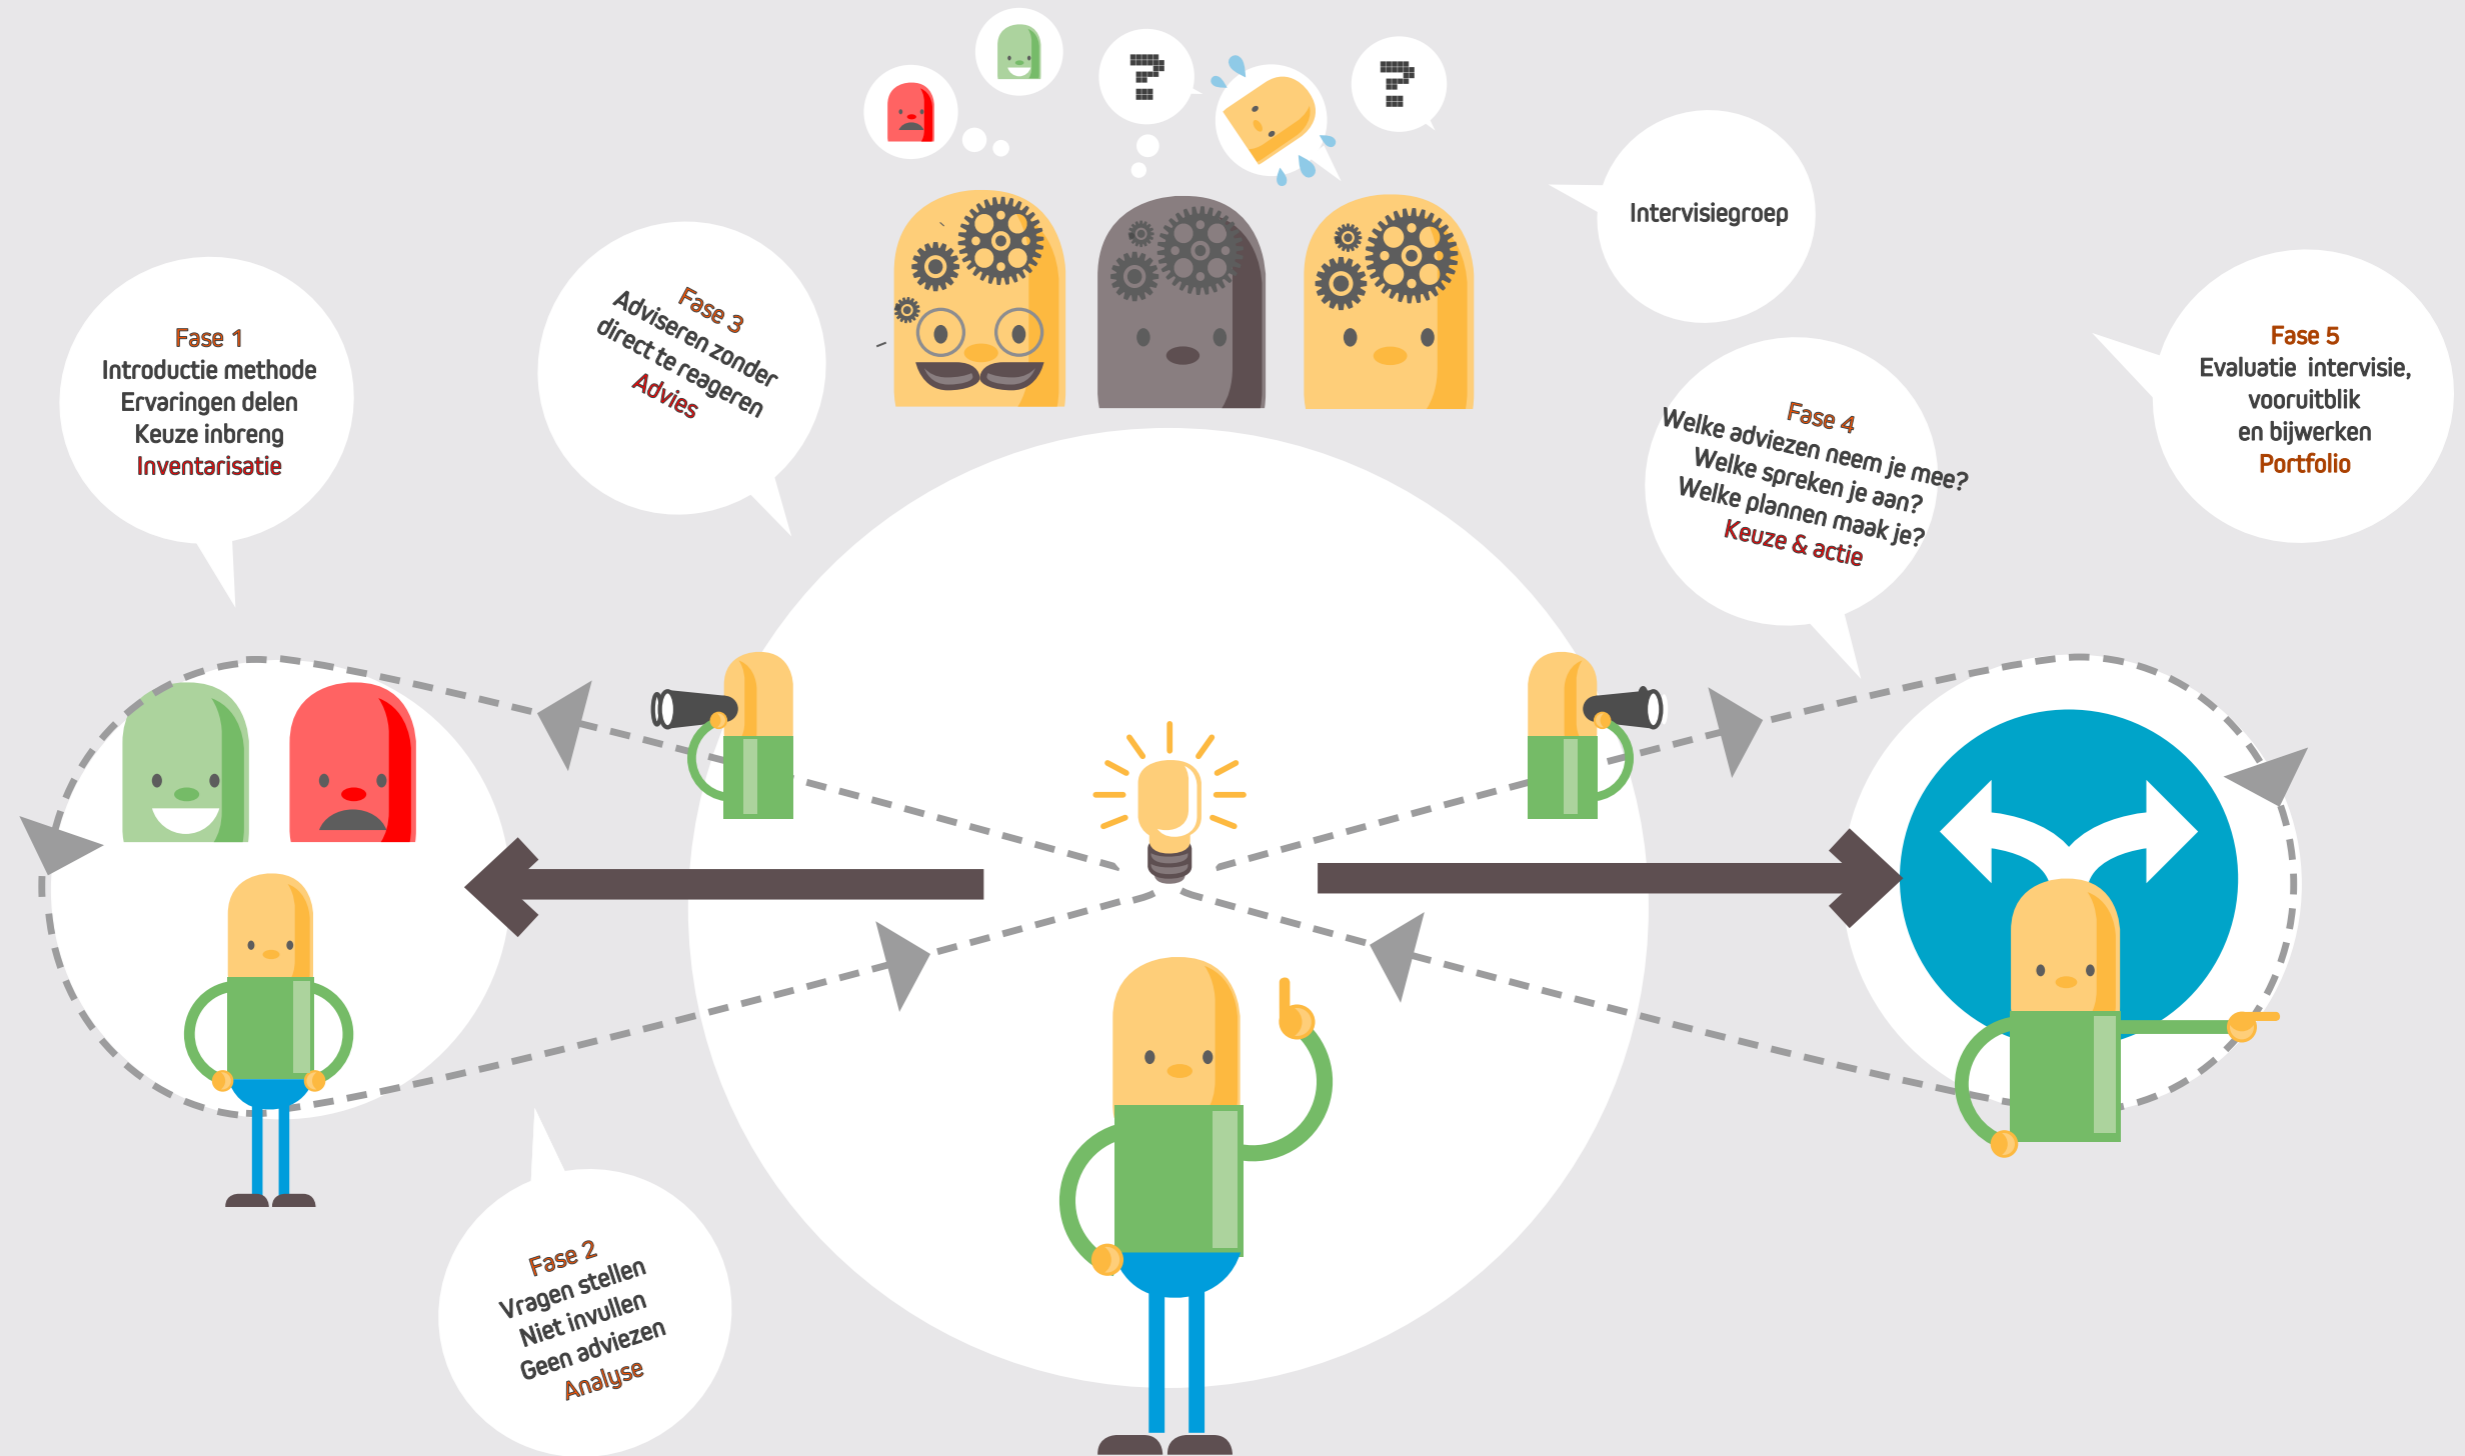 ?
?
Intervisiegroep
Fase 1
Introductie methode
Ervaringen delen
Keuze inbreng
Inventarisatie
Fase 2
Vragen stellen
Niet invullen
Geen adviezen
Analyse
Fase 3
Adviseren zonder
direct te reageren
Advies
Fase 4
Welke adviezen neem je mee?
Welke spreken je aan?
Welke plannen maak je?
Keuze & actie
Fase 5
Evaluatie intervisie,
vooruitblik
en bijwerken
Portfolio